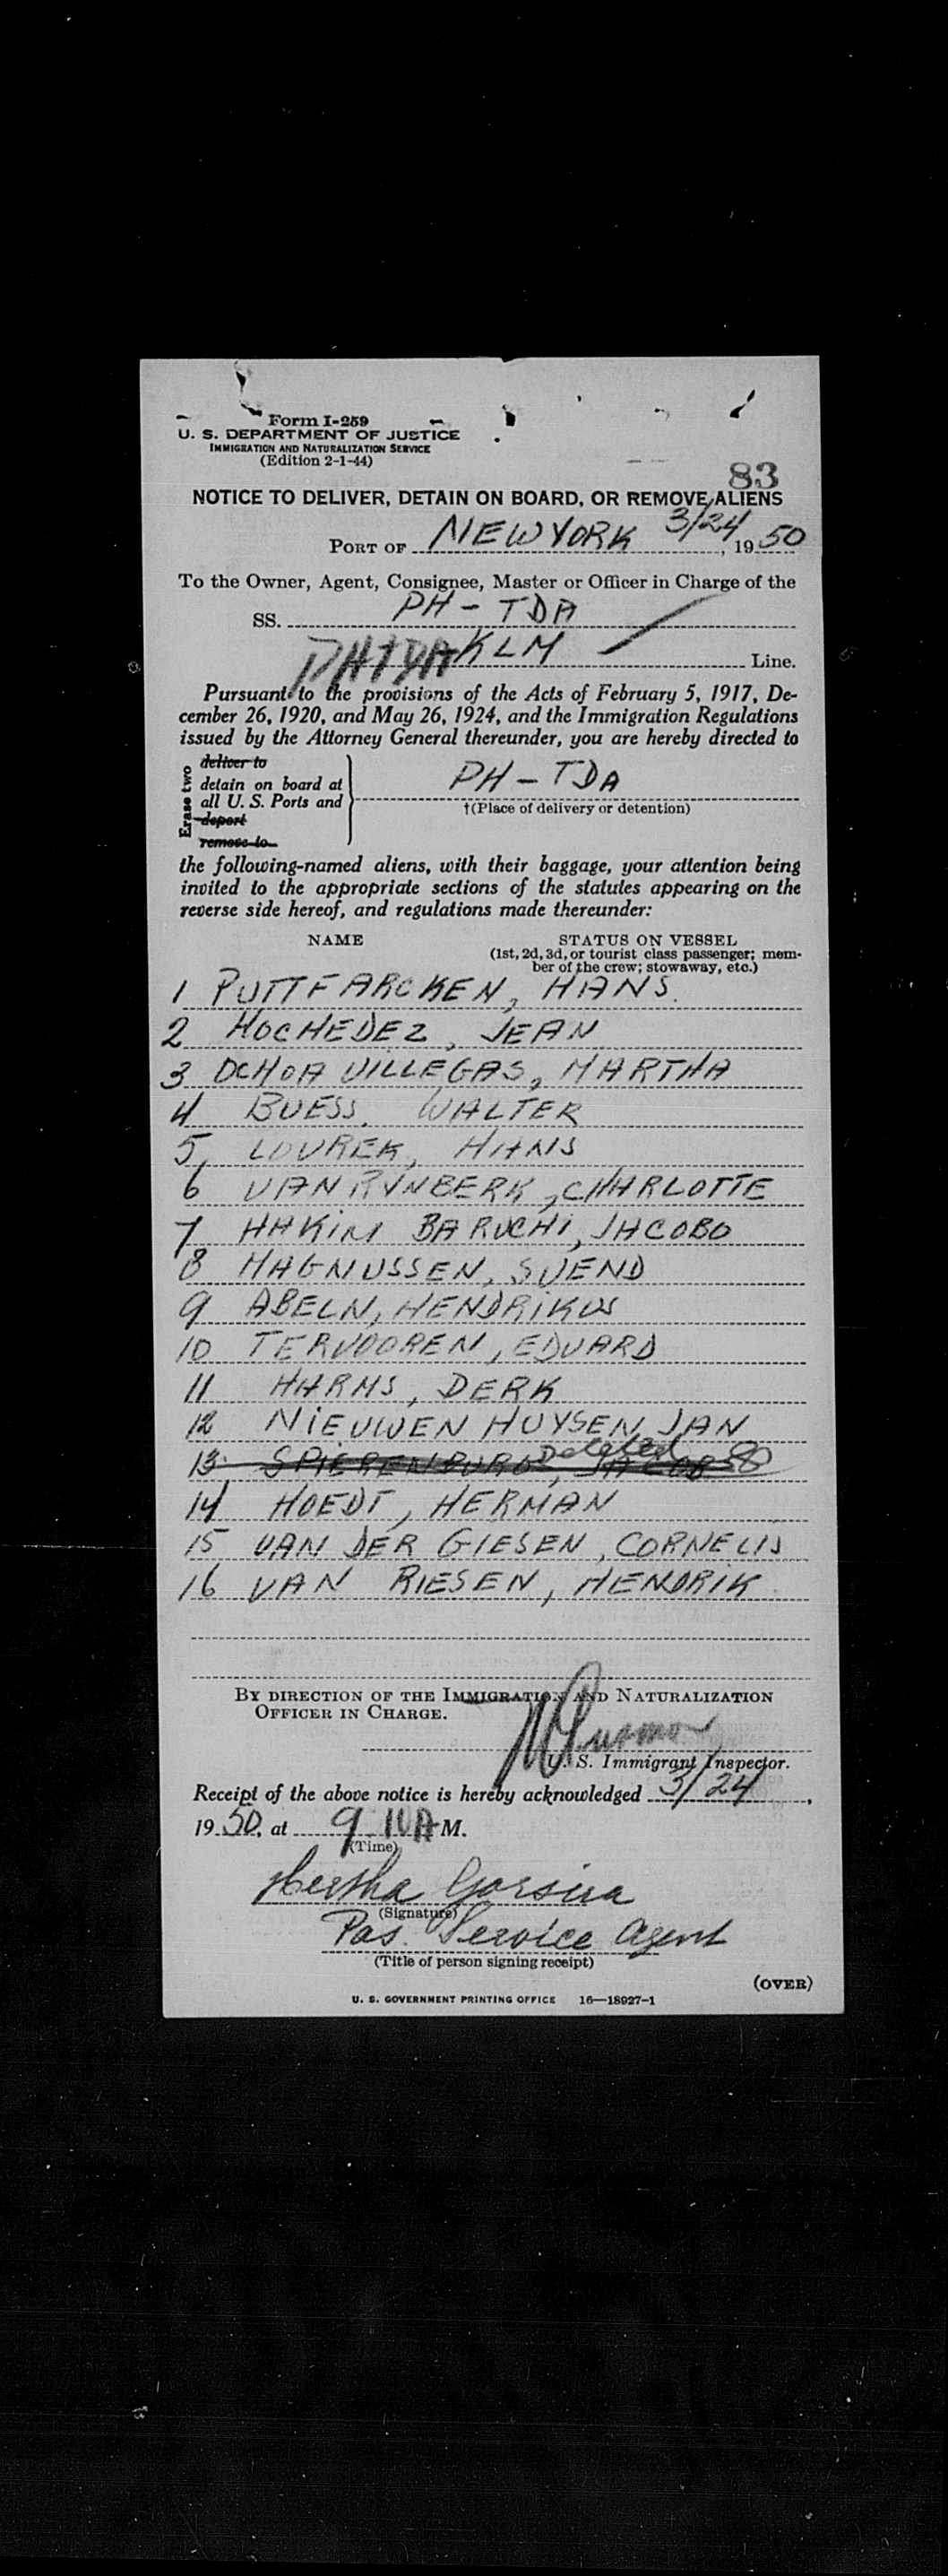 Form I-259
U. S. DEPARTMENT OF JUSTICE
IMMIGRATION AND NATURALIZATION SERVICE
(Edition 2-1-44)
83
NOTICE TO DELIVER, DETAIN ON BOARD, OR REMOVE ALIENS
PORT OF NEW YORK 3/24, 1950
To the Owner, Agent, Consignee, Master or Officer in Charge of the
SS. PH-TDA
PHTDA KLM Line.
Pursuant to the provisions of the Acts of February 5, 1917, De-
cember 26, 1920, and May 26, 1924, and the Immigration Regulations
issued by the Attorney General thereunder, you are hereby directed to
Erase two
deliver to
detain on board at
all U. S. Ports and
deport
remove to
PH-TDA
†(Place of delivery or detention)
the following-named aliens, with their baggage, your attention being
invited to the appropriate sections of the statutes appearing on the
reverse side hereof, and regulations made thereunder:
NAME STATUS ON VESSEL
(1st, 2d, 3d, or tourist class passenger; mem-
ber of the crew; stowaway, etc.)
1 PUTTFARCKEN, HANS.
2 HOCHEDEZ, JEAN
3 OCHOA VILLEGAS, MARTHA
4 BUESS, WALTER
5, LOUREK, HANS
6 VAN RYNBERK, CHARLOTTE
7 HAKIM BARUCHI, JACOBO
8 MAGNUSSEN, SVEND
9 ABELN, HENDRIKUS
10 TERVOOREN, EDUARD
11 HARMS, DERK
12 NIEUWEN HUYSEN, JAN
13. SPIERENBURG, JACOB Deleted
14 HOEDT, HERMAN
15 VAN DER GIESEN, CORNELIS
16 VAN RIESEN, HENDRIK
BY DIRECTION OF THE IMMIGRATION AND NATURALIZATION
OFFICER IN CHARGE.
U. S. Immigrant Inspector.
Receipt of the above notice is hereby acknowledged 3/24,
1950, at 9 10 A M.
(Time)
Hertha Gorsira
(Signature)
Pas. Service Agent
(Title of person signing receipt)
(OVER)
U. S. GOVERNMENT PRINTING OFFICE 16—18927-1